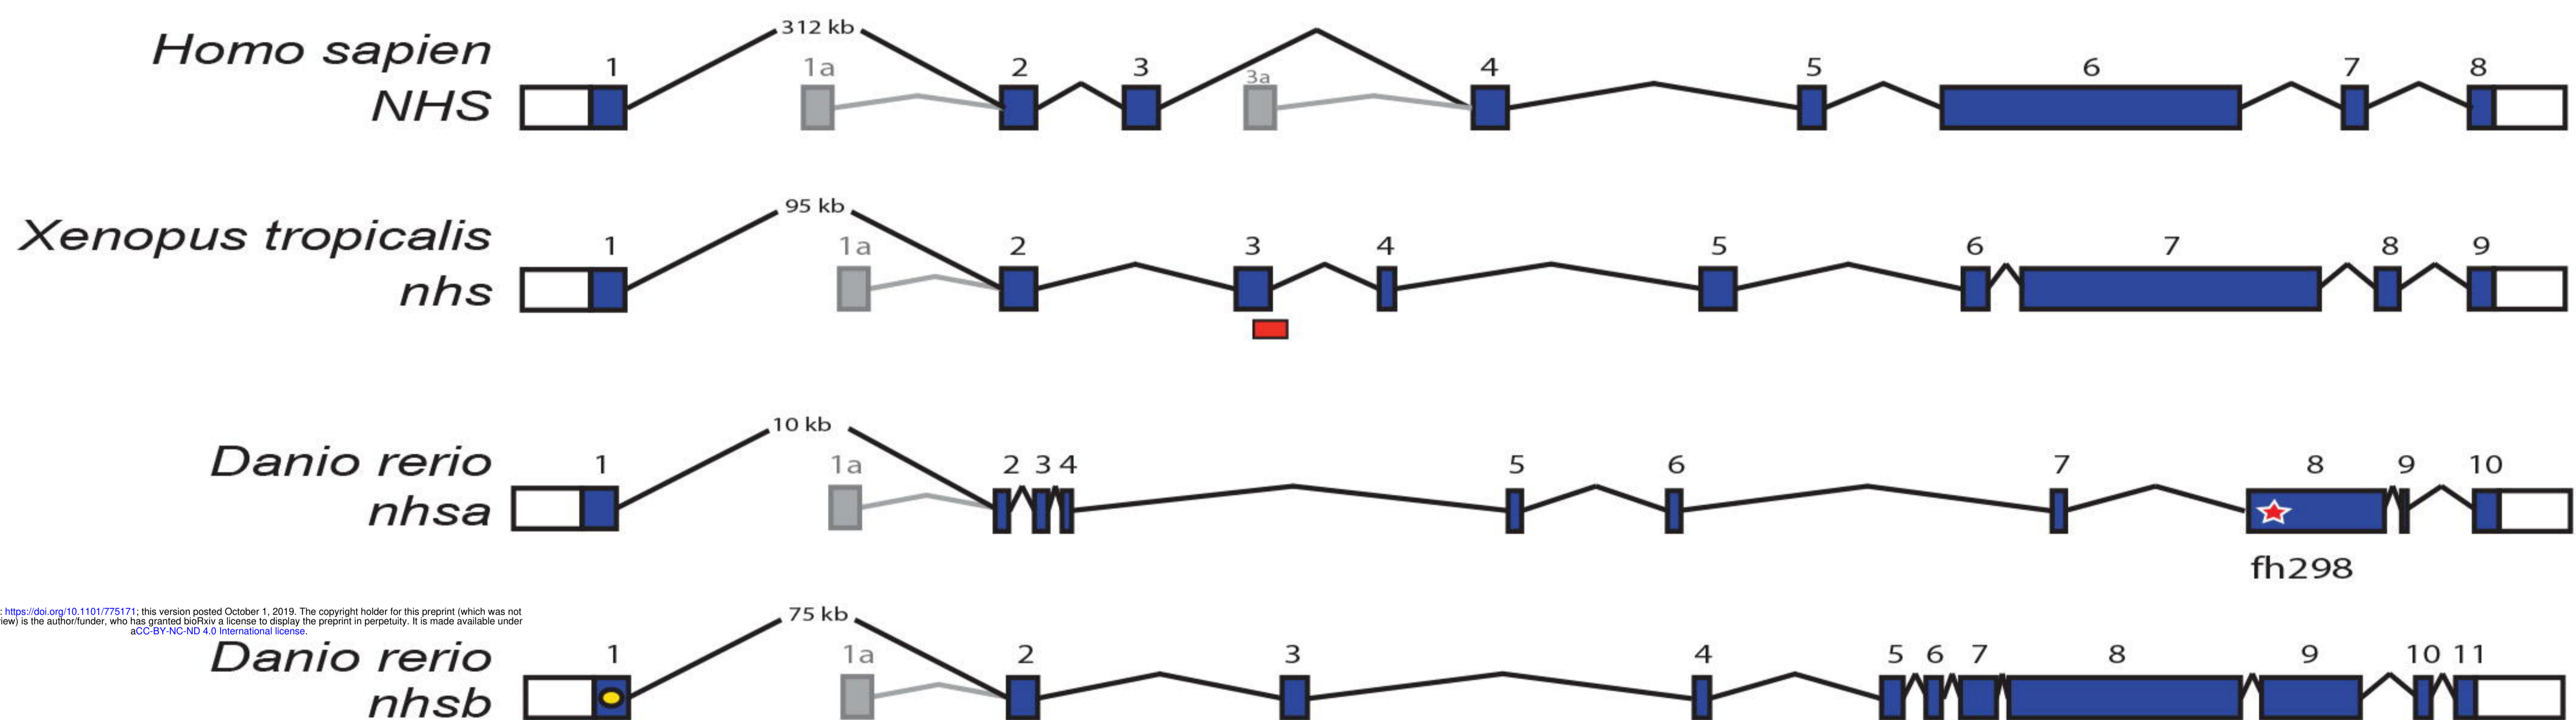 312 kb
Homo sapien
1 1a 2 3 3a 4 5 6 7 8
NHS
95 kb
Xenopus tropicalis
1 1a 2 3 4 5 6 7 8 9
nhs
10 kb
Danio rerio
1 1a 2 3 4 5 6 7 8 9 10
nhsa
fh298
: https://doi.org/10.1101/775171; this version posted October 1, 2019. The copyright holder for this preprint (which was not
iew) is the author/funder, who has granted bioRxiv a license to display the preprint in perpetuity. It is made available under
aCC-BY-NC-ND 4.0 International license.
75 kb
Danio rerio
1 1a 2 3 4 5 6 7 8 9 10 11
nhsb